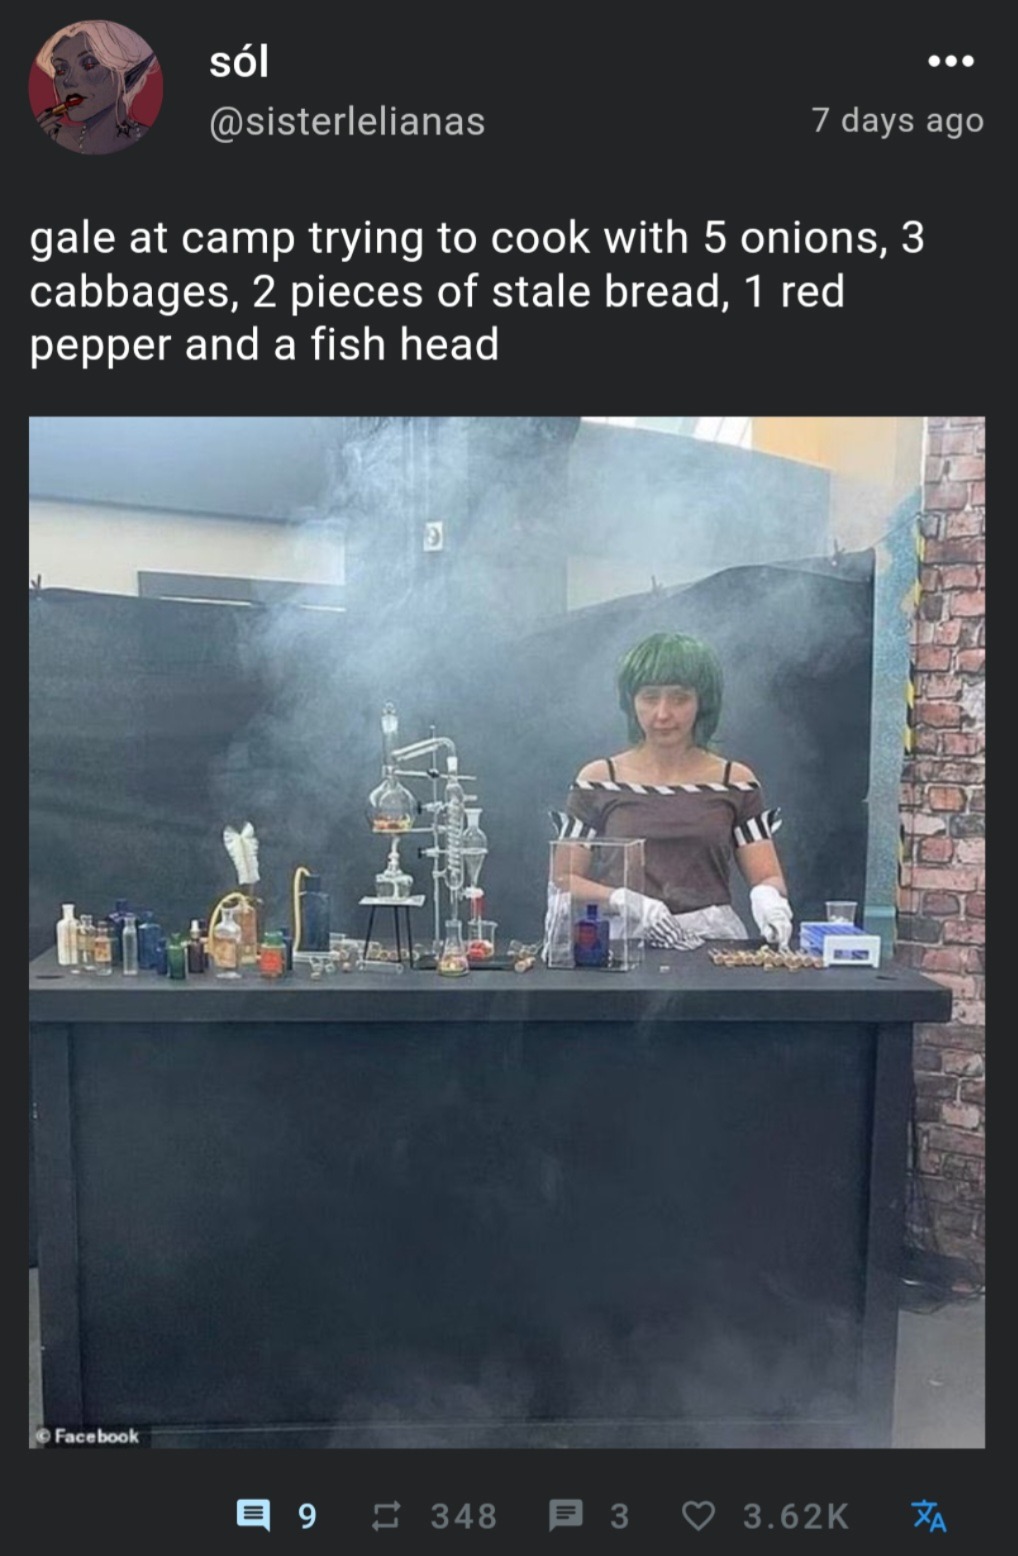 sól
@sisterlelianas
7 days ago
gale at camp trying to cook with 5 onions, 3
cabbages, 2 pieces of stale bread, 1 red
pepper and a fish head
© Facebook
9 348 3 3.62K